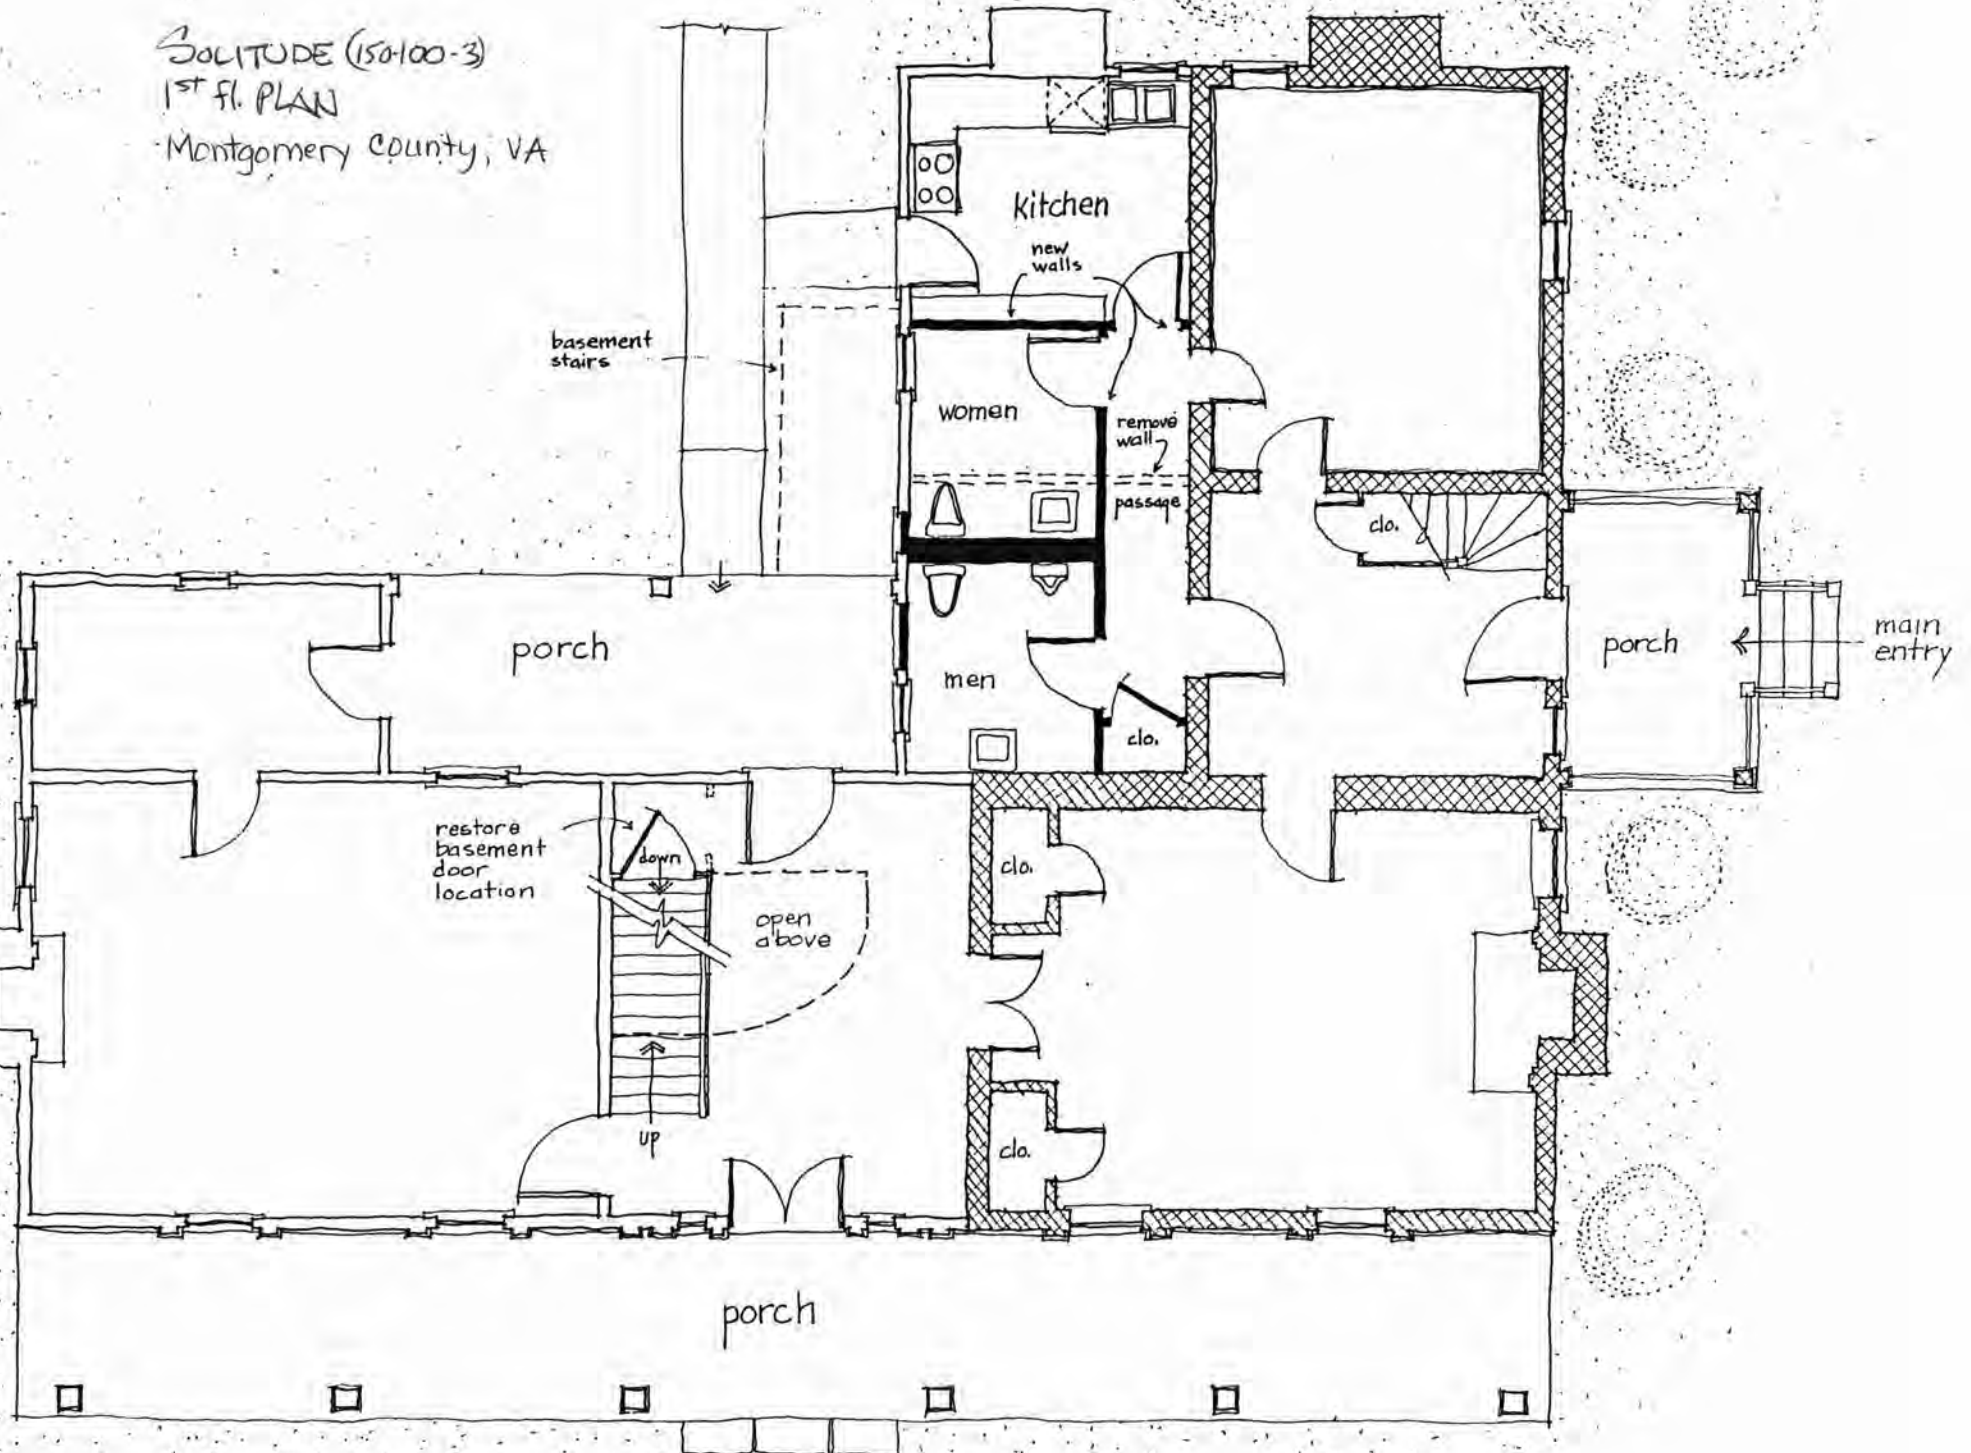 SOLITUDE (150-100-3)
1st fl. PLAN
Montgomery County, VA
kitchen
new
walls
basement
stairs
women
remove
wall
passage
clo.
porch
men
clo.
porch
main
entry
restore
basement
door
location
down
open
above
clo.
up
clo.
porch